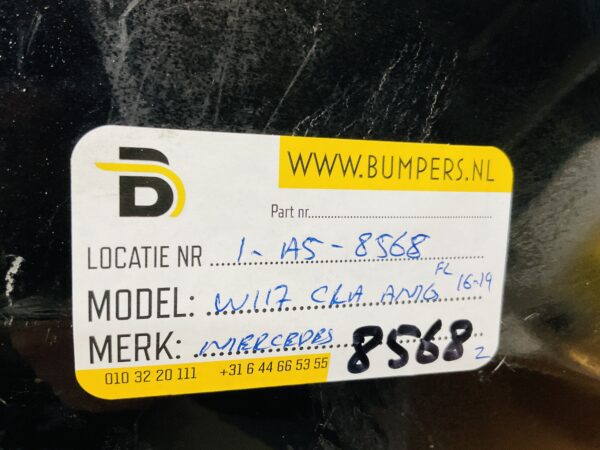 B
WWW.BUMPERS.NL
Part nr
LOCATIE NR 1-A5-8568
MODEL: W117 CLA AMG FL 16-19
MERK: MERCEDES 8568 2
010 32 20 111 +31 6 44 66 53 55